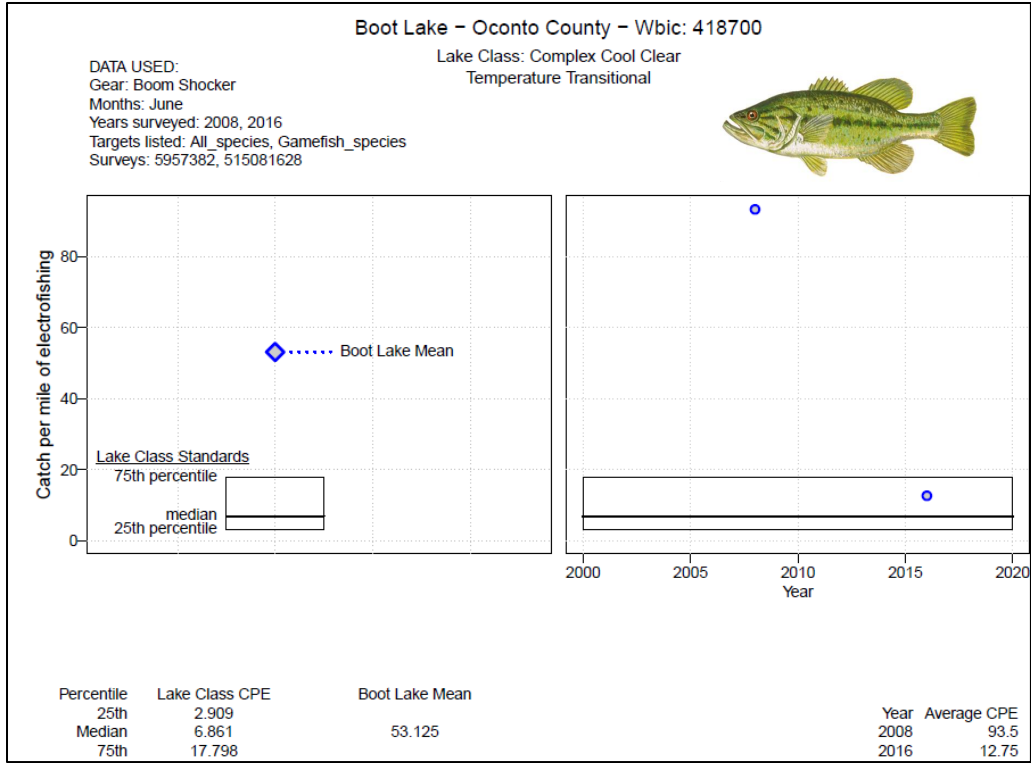 Boot Lake − Oconto County − Wbic: 418700
Lake Class: Complex Cool Clear
Temperature Transitional
DATA USED:
Gear: Boom Shocker
Months: June
Years surveyed: 2008, 2016
Targets listed: All_species, Gamefish_species
Surveys: 5957382, 515081628
Catch per mile of electrofishing
80
60
40
20
0
Boot Lake Mean
Lake Class Standards
75th percentile
median
25th percentile
2000 2005 2010 2015 2020
Year
Percentile Lake Class CPE Boot Lake Mean
25th 2.909
Median 6.861 53.125
75th 17.798
Year Average CPE
2008 93.5
2016 12.75